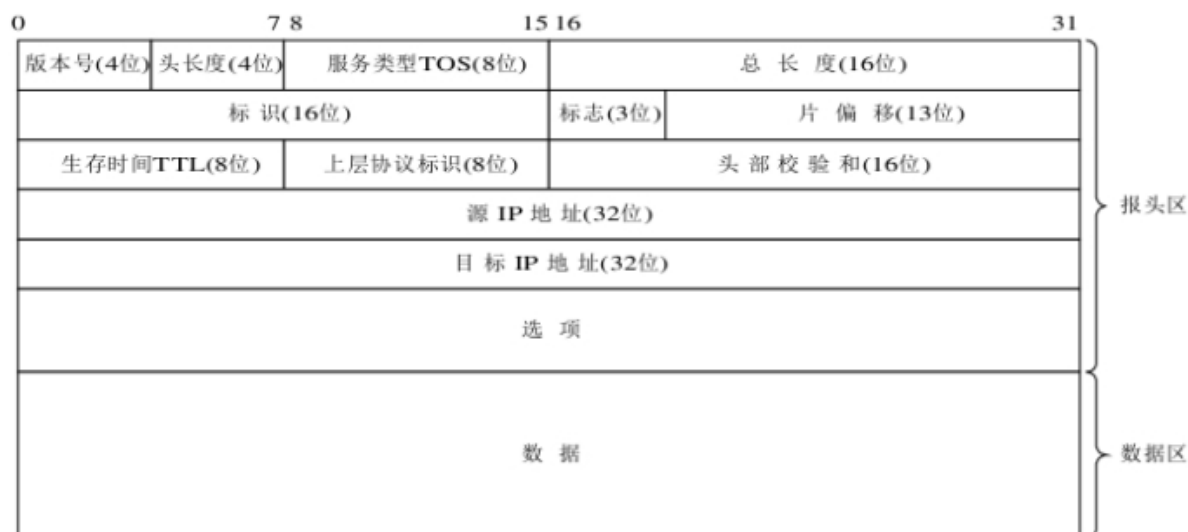 0 7 8 15 16 31
版本号(4位) 头长度(4位) 服务类型TOS(8位) 总 长 度(16位)
标 识(16位) 标志(3位) 片 偏 移(13位)
生存时间TTL(8位) 上层协议标识(8位) 头 部 校 验 和(16位)
源 IP 地 址(32位)
报头区
目 标 IP 地 址(32位)
选 项
数 据
数据区